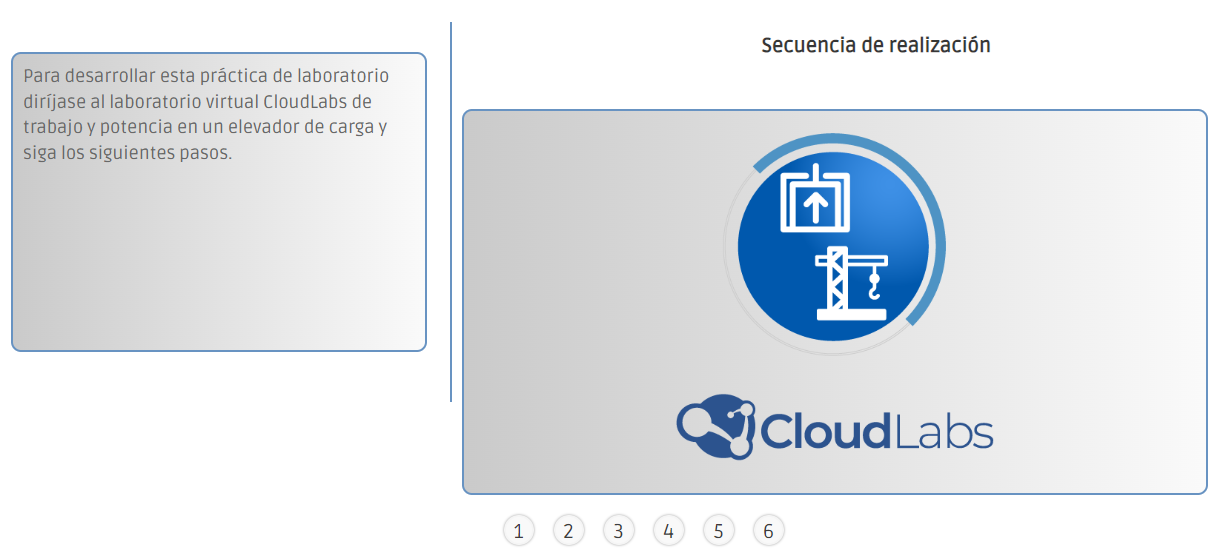 Para desarrollar esta práctica de laboratorio
diríjase al laboratorio virtual CloudLabs de
trabajo y potencia en un elevador de carga y
siga los siguientes pasos.
Secuencia de realización
CloudLabs
1 2 3 4 5 6